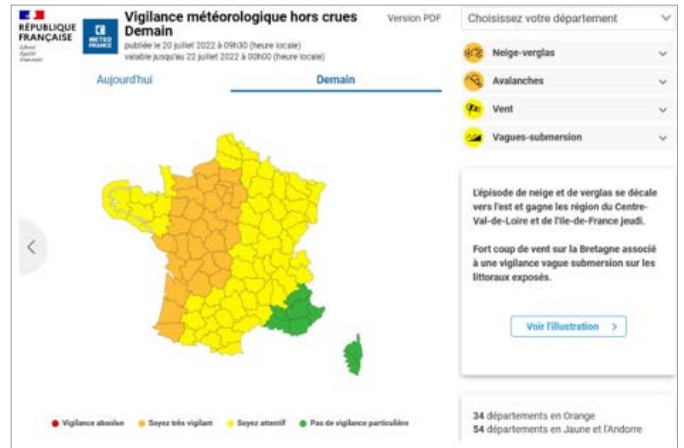 RÉPUBLIQUE
FRANÇAISE
Liberté
Égalité
Fraternité
METEO
FRANCE
Vigilance météorologique hors crues
Demain
publiée le 20 juillet 2022 à 09h30 (heure locale)
valable jusqu'au 22 juillet 2022 à 00h00 (heure locale)
Version PDF
Aujourd'hui
Demain
Vigilance absolue
Soyez très vigilant
Soyez attentif
Pas de vigilance particulière
Choisissez votre département
Neige-verglas
Avalanches
Vent
Vagues-submersion
L'épisode de neige et de verglas se décale
vers l'est et gagne les région du Centre-
Val-de-Loire et de l'Ile-de-France jeudi.
Fort coup de vent sur la Bretagne associé
à une vigilance vague submersion sur les
littoraux exposés.
Voir l'illustration >
34 départements en Orange
54 départements en Jaune et l'Andorre